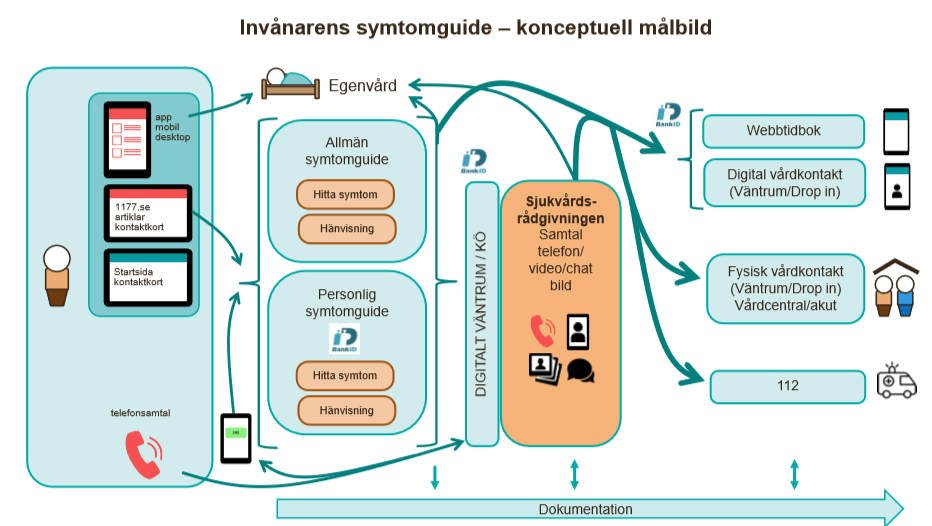 Invånarens symtomguide – konceptuell målbild
app
mobil
desktop
1177.se
artiklar
kontaktkort
Startsida
kontaktkort
telefonsamtal
Egenvård
Allmän
symtomguide
Hitta symtom
Hänvisning
Personlig
symtomguide
BankID
Hitta symtom
Hänvisning
BankID
DIGITALT VÄNTRUM / KÖ
Sjukvårds-
rådgivningen
Samtal
telefon/
video/chat
bild
BankID
Webbtidbok
Digital vårdkontakt
(Väntrum/Drop in)
Fysisk vårdkontakt
(Väntrum/Drop in)
Vårdcentral/akut
112
Dokumentation